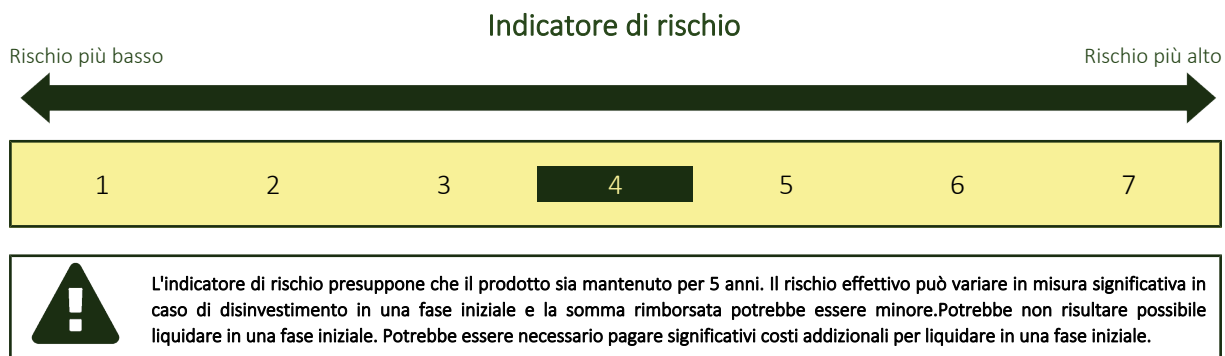 Indicatore di rischio
Rischio più basso
Rischio più alto
1 2 3 4 5 6 7
L'indicatore di rischio presuppone che il prodotto sia mantenuto per 5 anni. Il rischio effettivo può variare in misura significativa in
caso di disinvestimento in una fase iniziale e la somma rimborsata potrebbe essere minore.Potrebbe non risultare possibile
liquidare in una fase iniziale. Potrebbe essere necessario pagare significativi costi addizionali per liquidare in una fase iniziale.